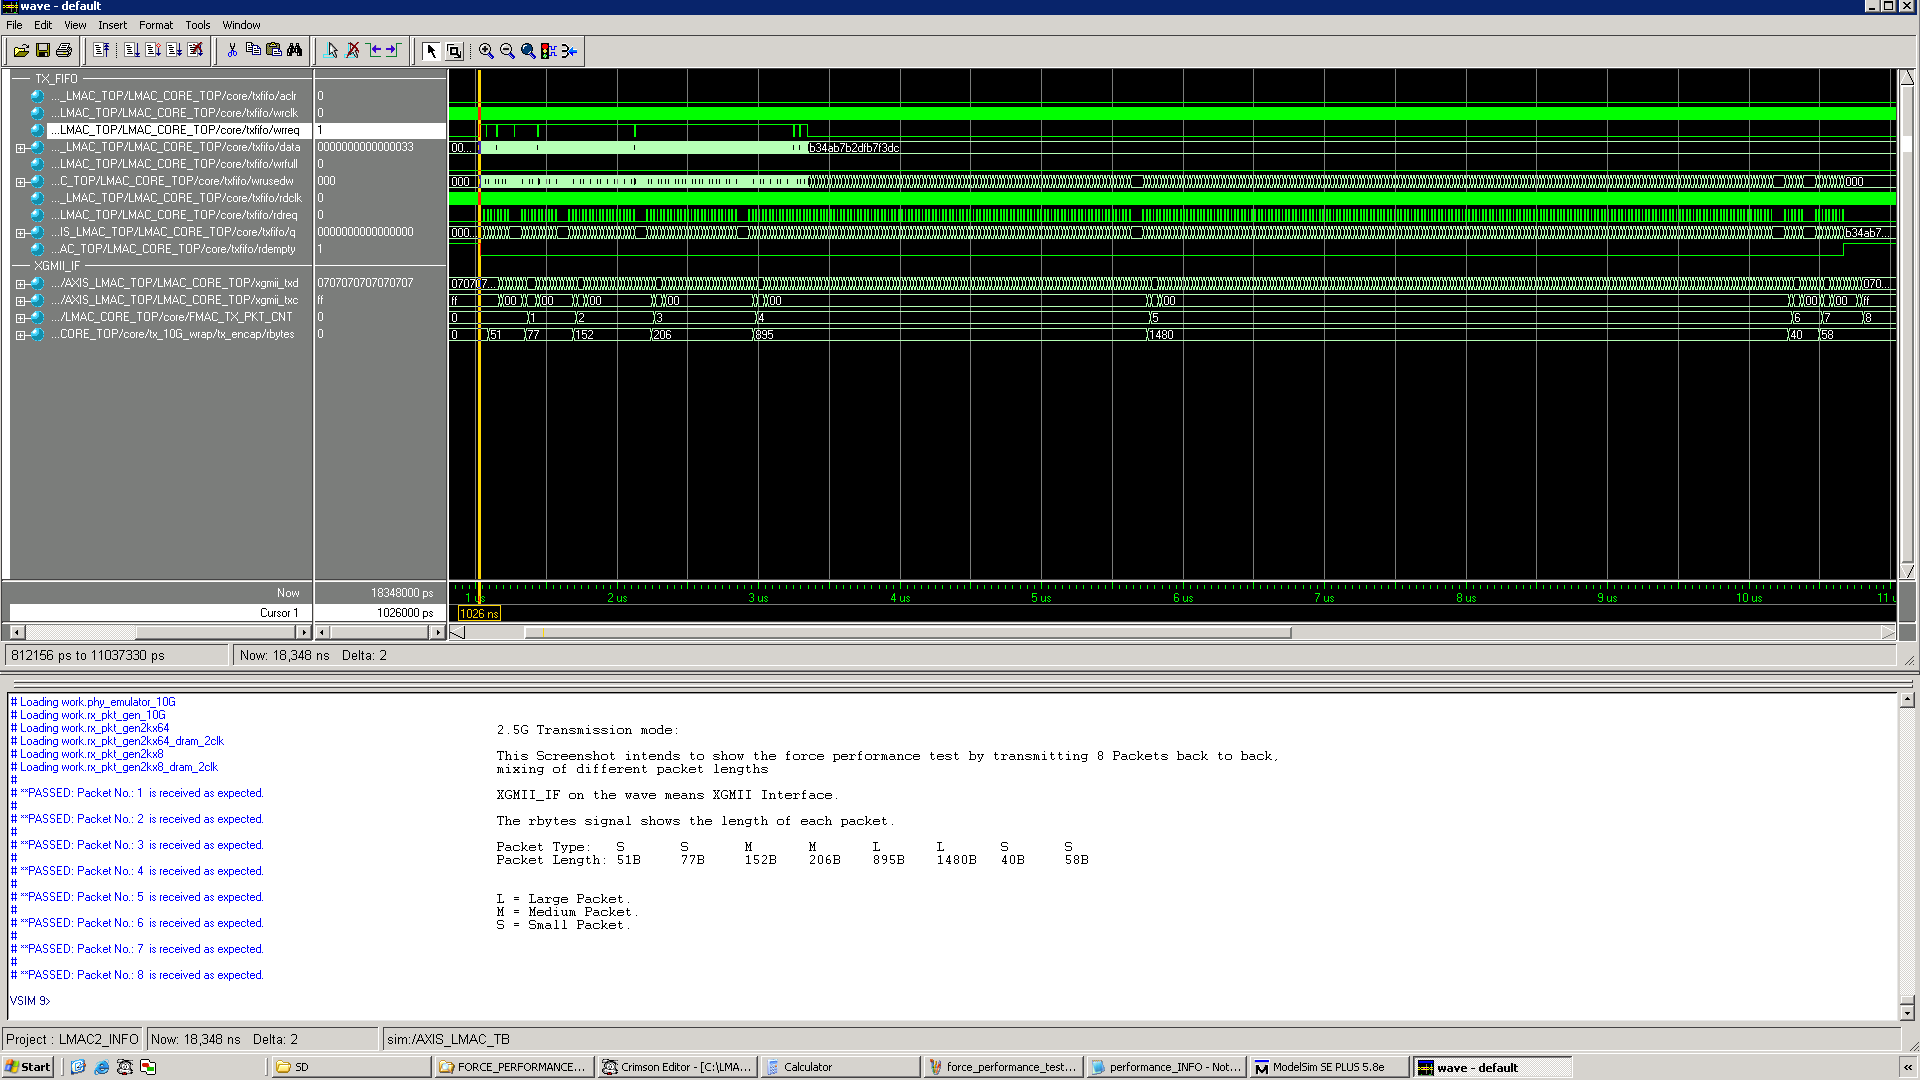 wave - default
File Edit View Insert Format Tools Window
TX_FIFO
..._LMAC_TOP/LMAC_CORE_TOP/core/txfifo/aclr 0
...LMAC_TOP/LMAC_CORE_TOP/core/txfifo/wrclk 0
...LMAC_TOP/LMAC_CORE_TOP/core/txfifo/wrreq 1
..._LMAC_TOP/LMAC_CORE_TOP/core/txfifo/data 0000000000000033 00... b34ab7b2dfb7f3dc
...LMAC_TOP/LMAC_CORE_TOP/core/txfifo/wrfull 0
...C_TOP/LMAC_CORE_TOP/core/txfifo/wrusedw 000 000 000
..._LMAC_TOP/LMAC_CORE_TOP/core/txfifo/rdclk 0
...LMAC_TOP/LMAC_CORE_TOP/core/txfifo/rdreq 0
...IS_LMAC_TOP/LMAC_CORE_TOP/core/txfifo/q 0000000000000000 000... b34ab7...
...AC_TOP/LMAC_CORE_TOP/core/txfifo/rdempty 1
XGMII_IF
.../AXIS_LMAC_TOP/LMAC_CORE_TOP/xgmii_txd 0707070707070707 070707... 070...
.../AXIS_LMAC_TOP/LMAC_CORE_TOP/xgmii_txc ff ff 00 00 00 00 00 00 00 00 ff
.../LMAC_CORE_TOP/core/FMAC_TX_PKT_CNT 0 0 1 2 3 4 5 6 7 8
...CORE_TOP/core/tx_10G_wrap/tx_encap/rbytes 0 0 51 77 152 206 895 1480 40 58
Now 18348000 ps 1 us 2 us 3 us 4 us 5 us 6 us 7 us 8 us 9 us 10 us 11
Cursor 1 1026000 ps 1026 ns
812156 ps to 11037330 ps Now: 18,348 ns Delta: 2
# Loading work.phy_emulator_10G
# Loading work.rx_pkt_gen_10G
# Loading work.rx_pkt_gen2kx64
# Loading work.rx_pkt_gen2kx64_dram_2clk
# Loading work.rx_pkt_gen2kx8
# Loading work.rx_pkt_gen2kx8_dram_2clk
#
# **PASSED: Packet No.: 1 is received as expected.
#
# **PASSED: Packet No.: 2 is received as expected.
#
# **PASSED: Packet No.: 3 is received as expected.
#
# **PASSED: Packet No.: 4 is received as expected.
#
# **PASSED: Packet No.: 5 is received as expected.
#
# **PASSED: Packet No.: 6 is received as expected.
#
# **PASSED: Packet No.: 7 is received as expected.
#
# **PASSED: Packet No.: 8 is received as expected.
VSIM 9>
2.5G Transmission mode:
This Screenshot intends to show the force performance test by transmitting 8 Packets back to back,
mixing of different packet lengths
XGMII_IF on the wave means XGMII Interface.
The rbytes signal shows the length of each packet.
Packet Type: S S M M L L S S
Packet Length: 51B 77B 152B 206B 895B 1480B 40B 58B
L = Large Packet.
M = Medium Packet.
S = Small Packet.
Project : LMAC2_INFO Now: 18,348 ns Delta: 2 sim:/AXIS_LMAC_TB
Start SD FORCE_PERFORMANCE... Crimson Editor - [C:\LMA... Calculator force_performance_test... performance_INFO - Not... ModelSim SE PLUS 5.8e wave - default